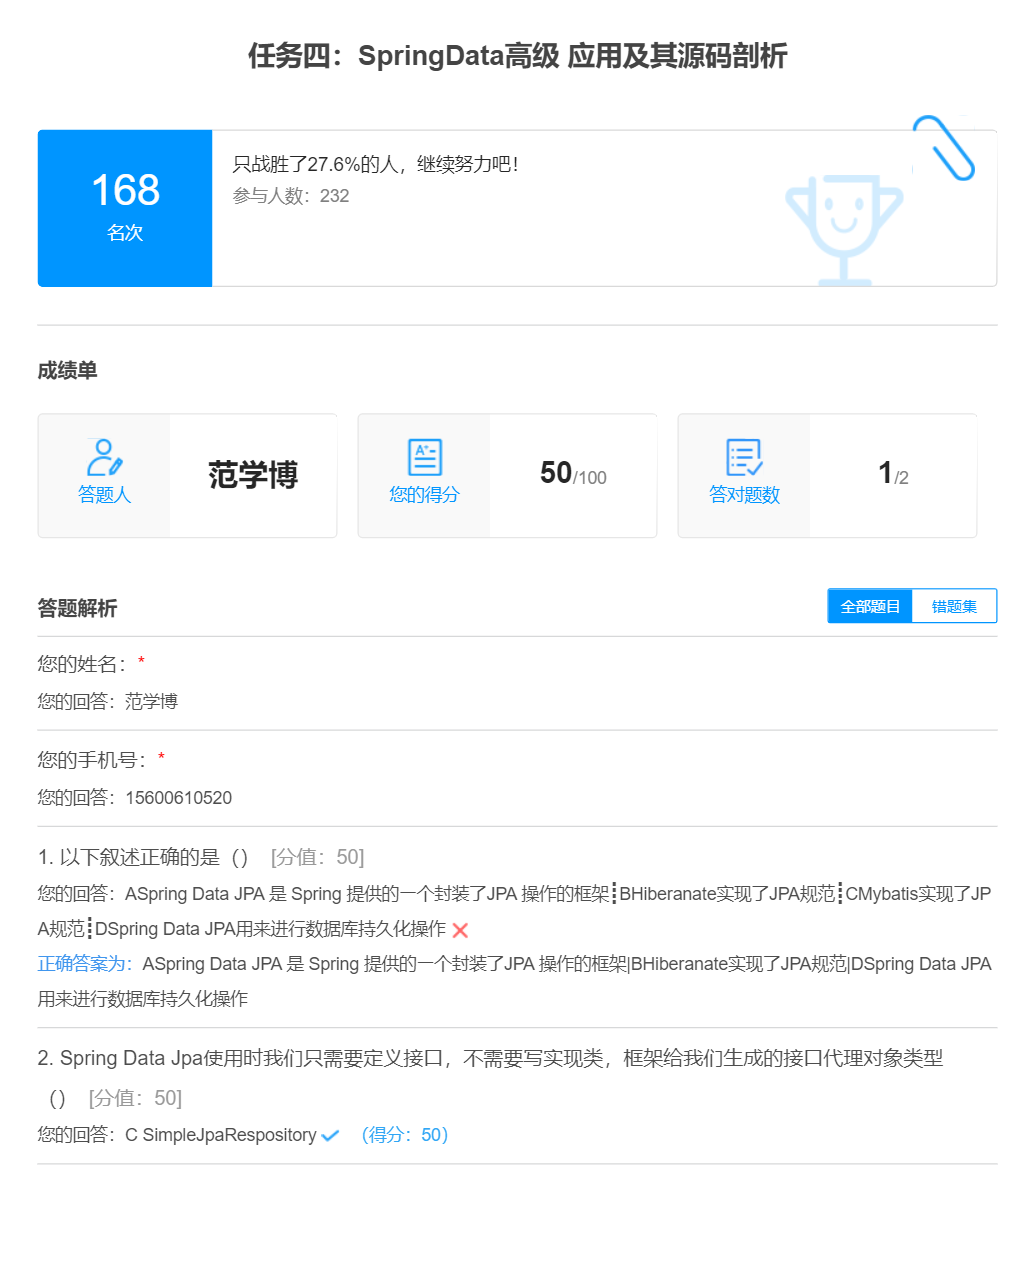 任务四：SpringData高级 应用及其源码剖析
168
名次
只战胜了27.6%的人，继续努力吧！
参与人数：232
成绩单
答题人
范学博
您的得分
50/100
答对题数
1/2
答题解析
全部题目
错题集
您的姓名：*
您的回答：范学博
您的手机号：*
您的回答：15600610520
1. 以下叙述正确的是（） [分值：50]
您的回答：ASpring Data JPA 是 Spring 提供的一个封装了JPA 操作的框架┋BHiberanate实现了JPA规范┋CMybatis实现了JP
A规范┋DSpring Data JPA用来进行数据库持久化操作
正确答案为：ASpring Data JPA 是 Spring 提供的一个封装了JPA 操作的框架|BHiberanate实现了JPA规范|DSpring Data JPA
用来进行数据库持久化操作
2. Spring Data Jpa使用时我们只需要定义接口，不需要写实现类，框架给我们生成的接口代理对象类型
（） [分值：50]
您的回答：C SimpleJpaRespository （得分：50）